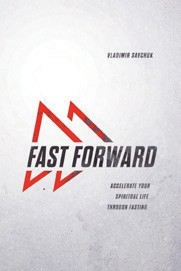 VLADIMIR SAVCHUK
FAST FORWARD
ACCELERATE YOUR
SPIRITUAL LIFE
THROUGH FASTING